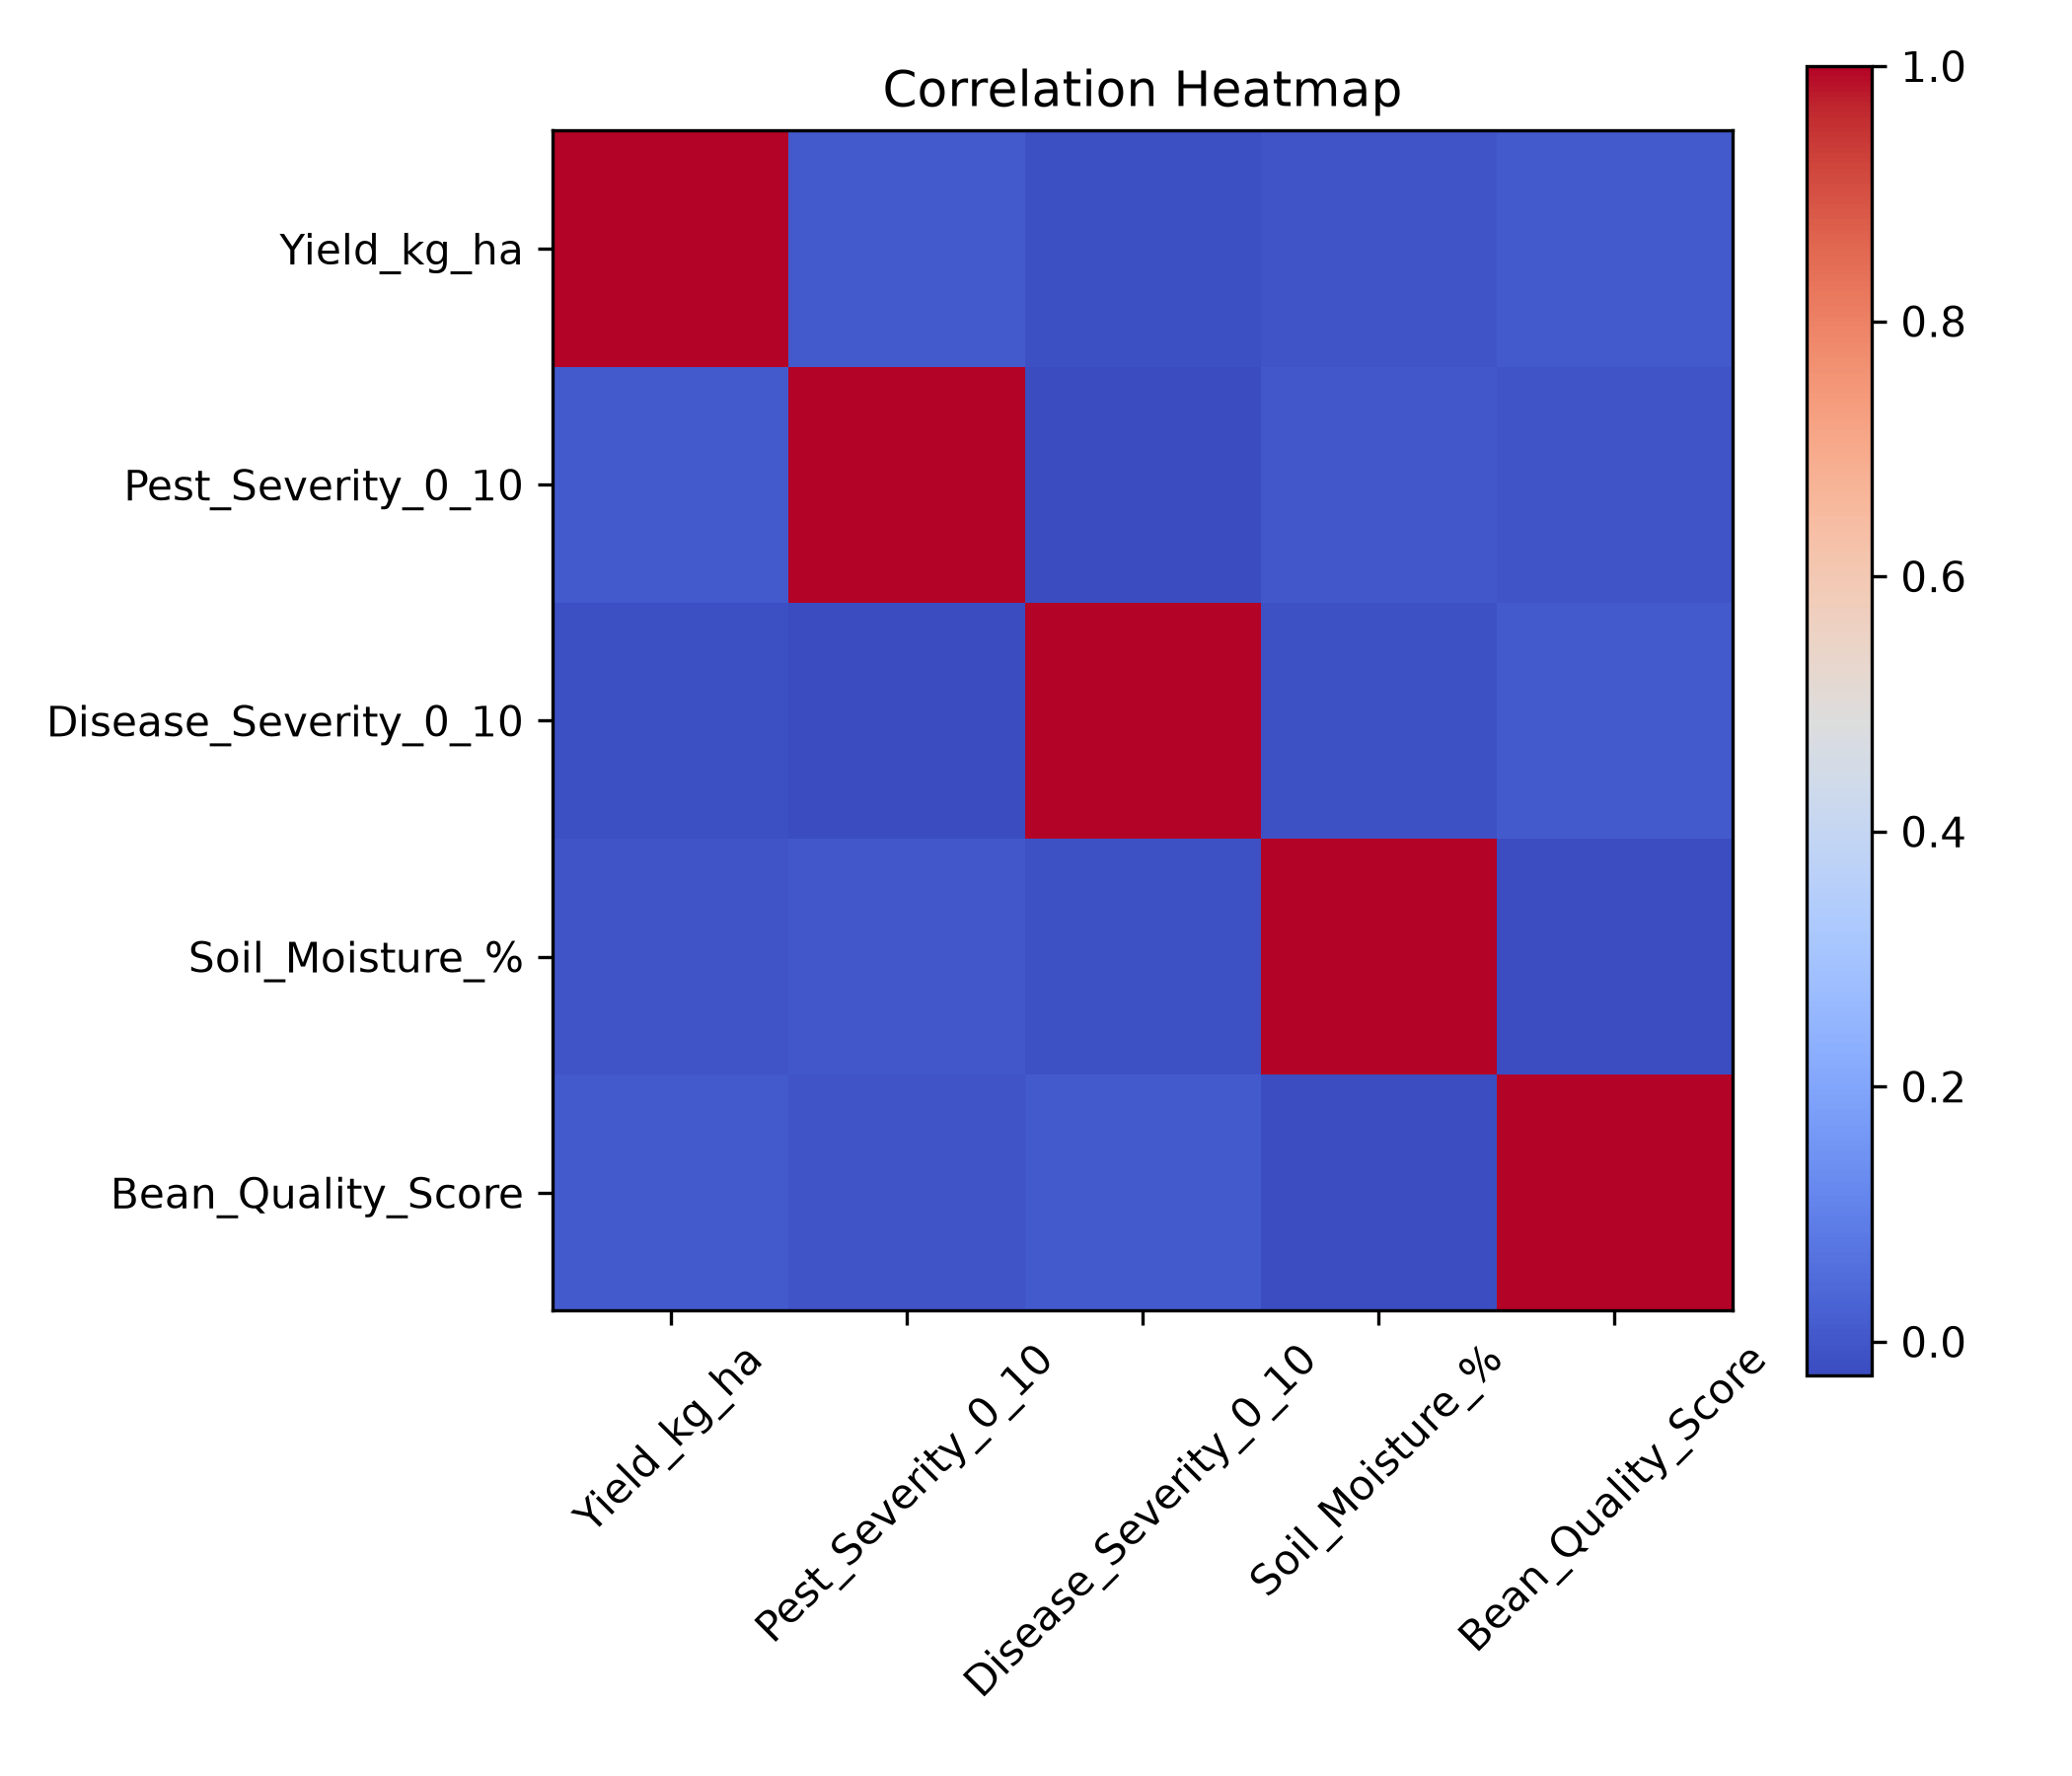 Correlation Heatmap
Yield_kg_ha
Pest_Severity_0_10
Disease_Severity_0_10
Soil_Moisture_%
Bean_Quality_Score
Yield_kg_ha
Pest_Severity_0_10
Disease_Severity_0_10
Soil_Moisture_%
Bean_Quality_Score
1.0
0.8
0.6
0.4
0.2
0.0